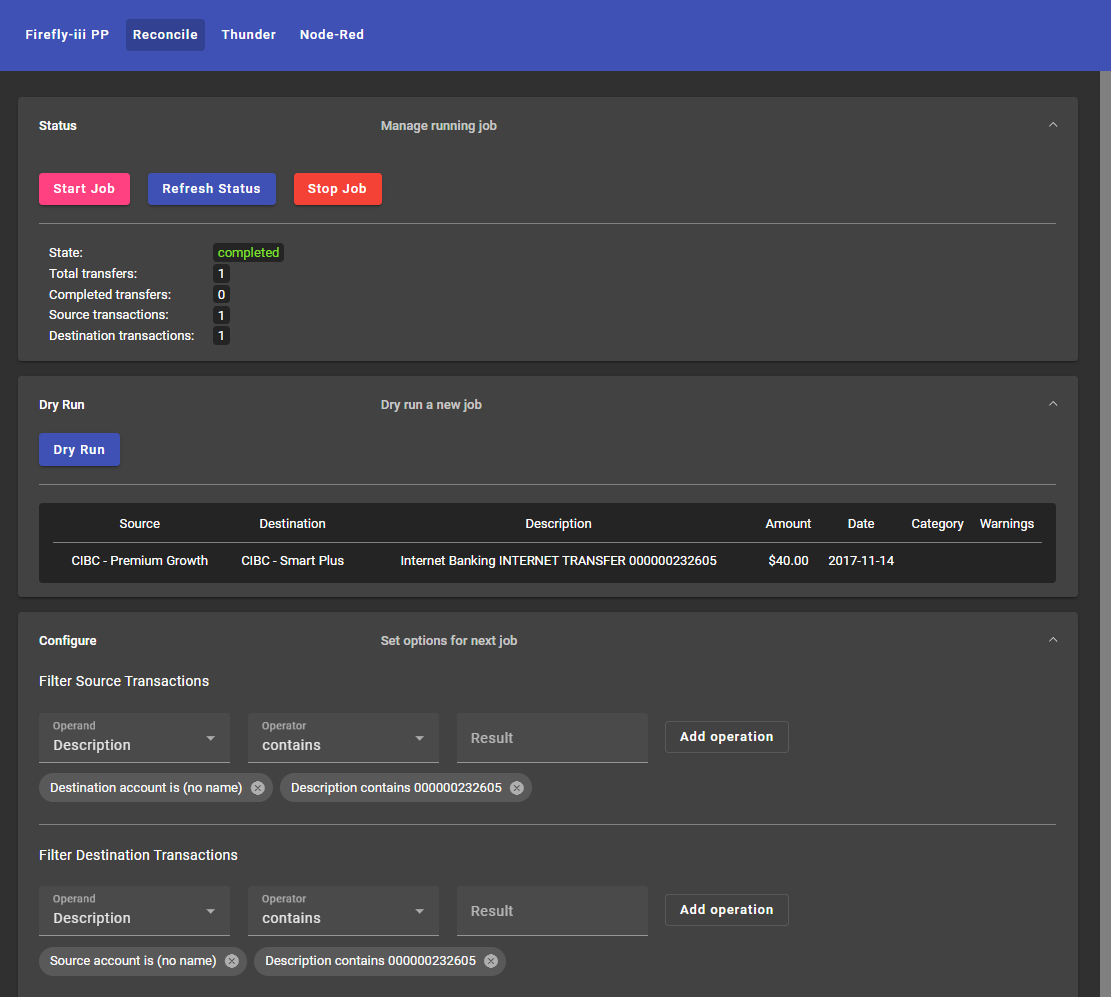 Firefly-iii PP Reconcile Thunder Node-Red
Status Manage running job
Start Job Refresh Status Stop Job
State: completed
Total transfers: 1
Completed transfers: 0
Source transactions: 1
Destination transactions: 1
Dry Run Dry run a new job
Dry Run
Source Destination Description Amount Date Category Warnings
CIBC - Premium Growth CIBC - Smart Plus Internet Banking INTERNET TRANSFER 000000232605 $40.00 2017-11-14
Configure Set options for next job
Filter Source Transactions
Operand Operator
Description contains Result Add operation
Destination account is (no name) Description contains 000000232605
Filter Destination Transactions
Operand Operator
Description contains Result Add operation
Source account is (no name) Description contains 000000232605